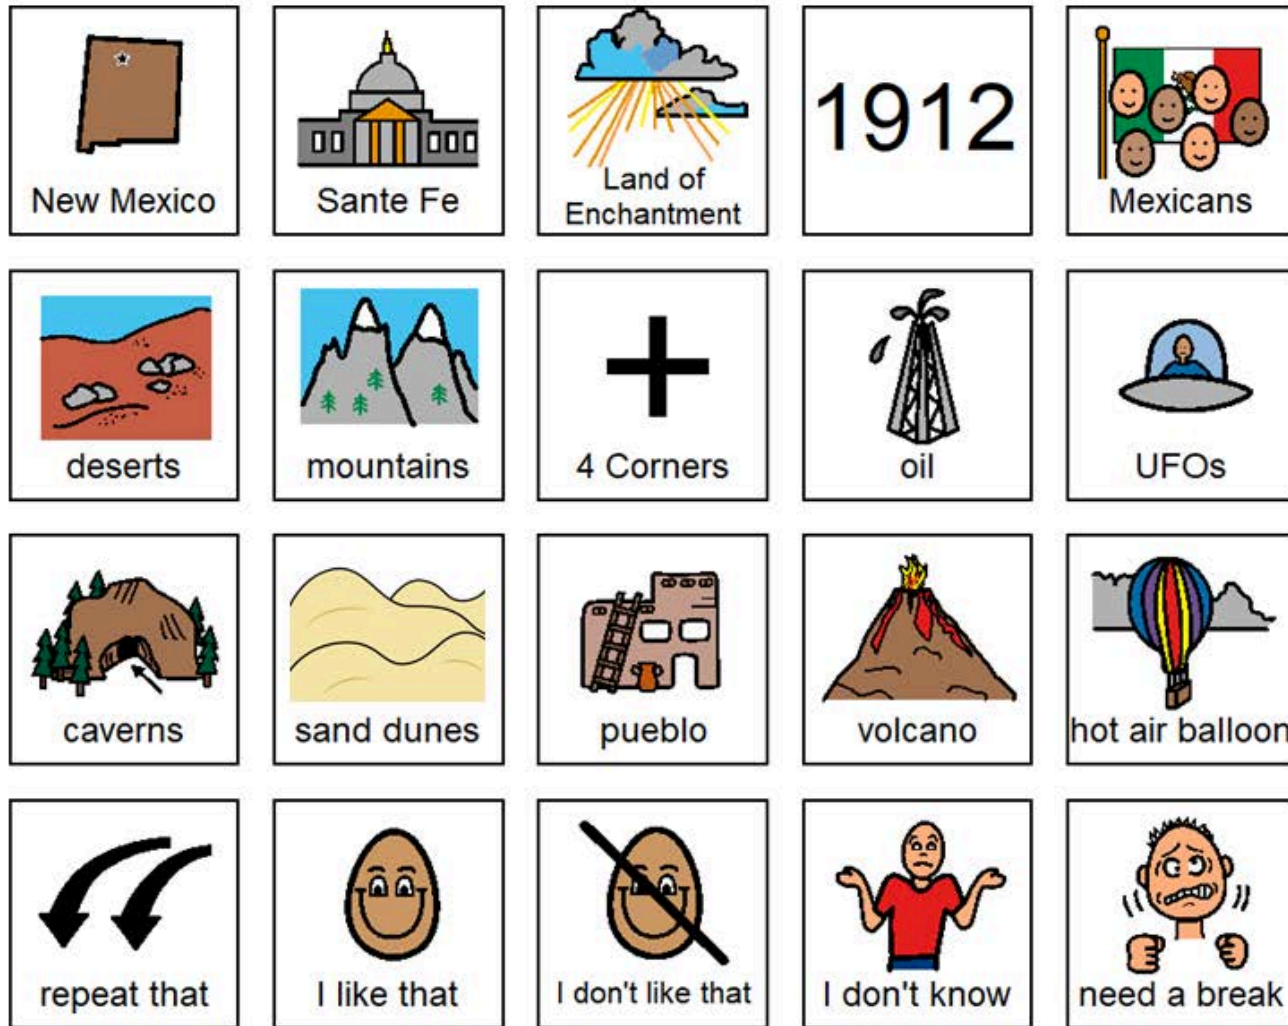 New Mexico
Sante Fe
Land of
Enchantment
1912
Mexicans
deserts
mountains
4 Corners
oil
UFOs
caverns
sand dunes
pueblo
volcano
hot air balloon
repeat that
I like that
I don't like that
I don't know
need a break